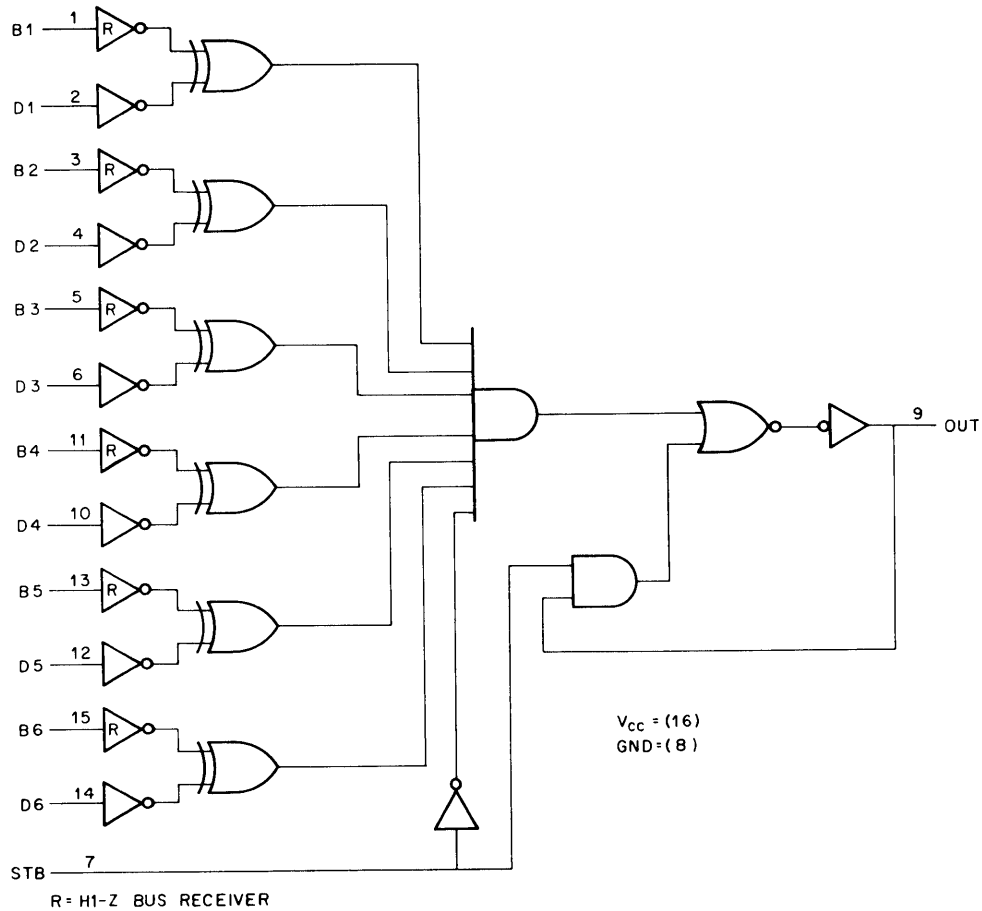 B1 1 R
D1 2
B2 3 R
D2 4
B3 5 R
D3 6
B4 11 R
D4 10
B5 13 R
D5 12
B6 15 R
D6 14
STB 7
9 OUT
VCC = (16)
GND=(8)
R= H1-Z BUS RECEIVER